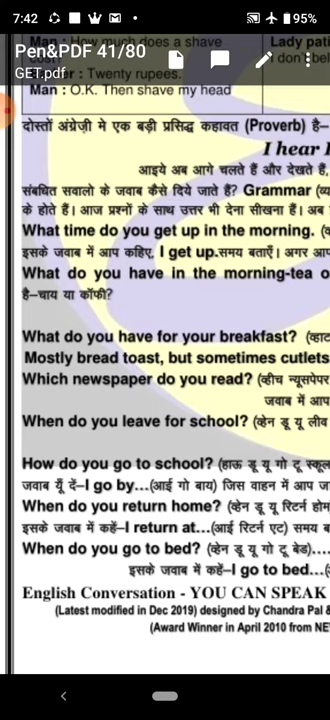 7:42 95%
Pen&PDF 41/80
GET.pdf
Man : How much does a shave
cost?
: Twenty rupees.
Man : O.K. Then shave my head
Lady pati
I don't bel
दोस्तों अंग्रेज़ी मे एक बड़ी प्रसिद्ध कहावत (Proverb) है–
I hear I
आइये अब आगे चलते हैं और देखते हैं,
संबधित सवालो के जवाब कैसे दिये जाते हैं? Grammar (व्य
के होते हैं। आज प्रश्नों के साथ उत्तर भी देना सीखना हैं। अब
What time do you get up in the morning. (व
इसके जवाब में आप कहिए, I get up.समय बताएँ। अगर आप
What do you have in the morning-tea o
है–चाय या कॉफी?
What do you have for your breakfast? (व्हाट
Mostly bread toast, but sometimes cutlets
Which newspaper do you read? (व्हीच न्यूसपेपर
जवाब में आप
When do you leave for school? (व्हेन डू यू लीव
How do you go to school? (हाऊ डू यू गो टू स्कूल
जवाब यूँ दें–I go by...(आई गो बाय) जिस वाहन में आप ज
When do you return home? (व्हेन डू यू रिटर्न होम
इसके जवाब में कहें–I return at...(आई रिटर्न एट) समय ब
When do you go to bed? (व्हेन डू यू गो टू बेड)....
इसके जवाब में कहें–I go to bed...(
English Conversation - YOU CAN SPEAK
(Latest modified in Dec 2019) designed by Chandra Pal &
(Award Winner in April 2010 from NE